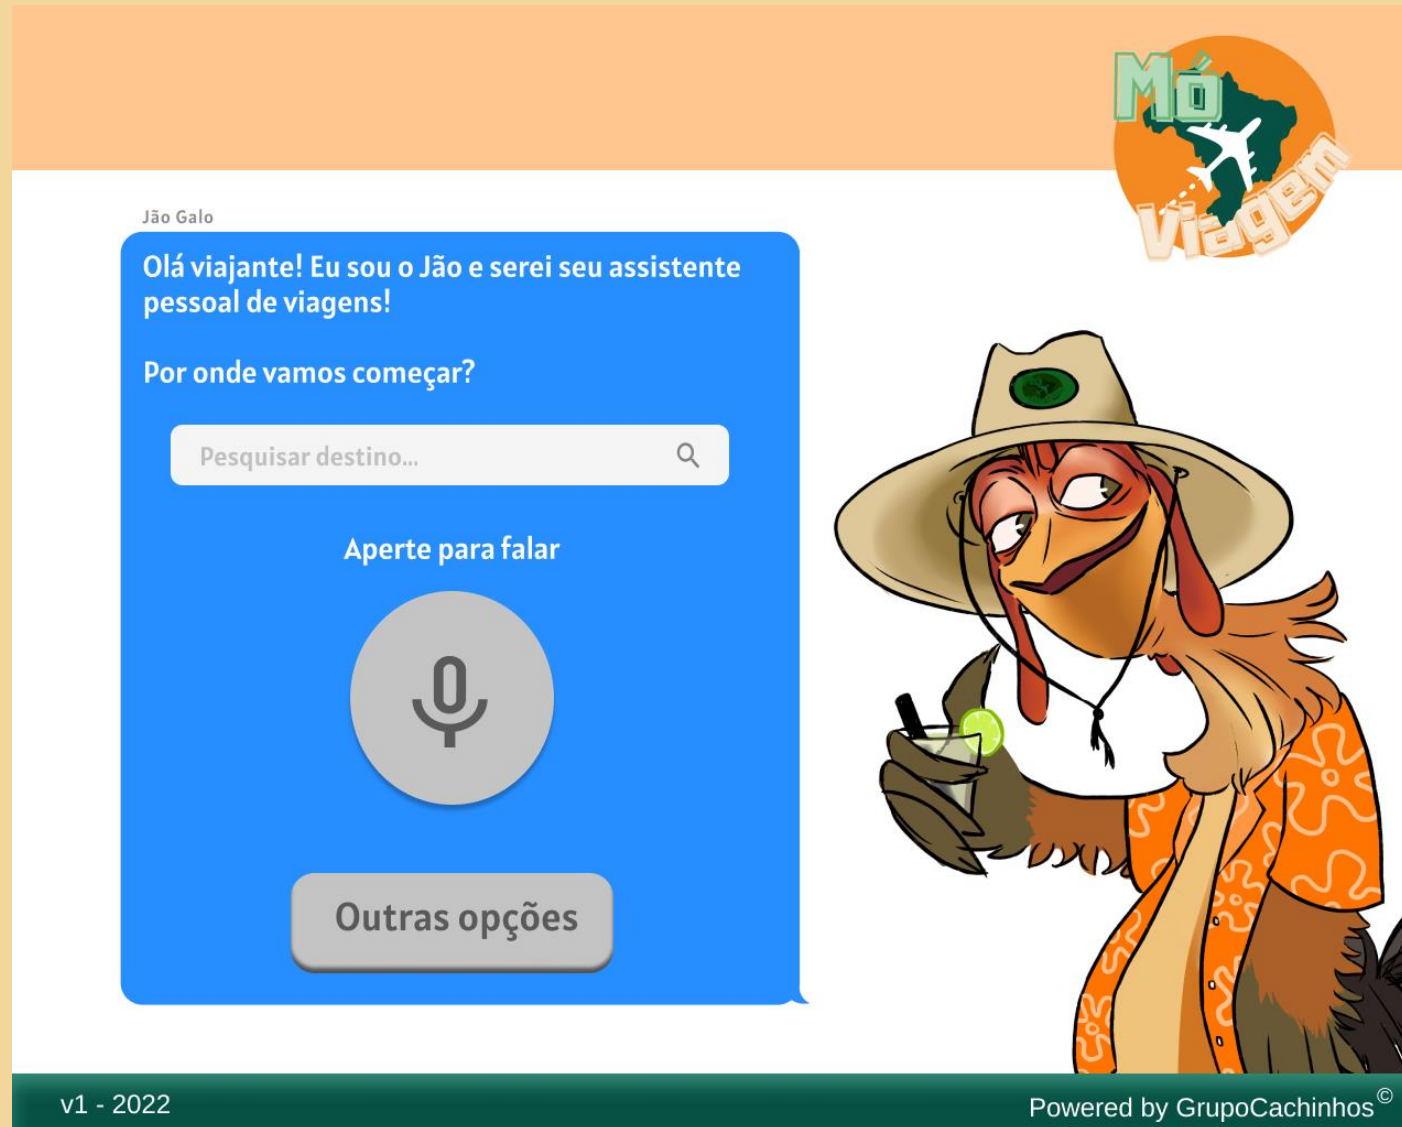 Mó
Viagem
Jão Galo
Olá viajante! Eu sou o Jão e serei seu assistente
pessoal de viagens!
Por onde vamos começar?
Pesquisar destino...
Aperte para falar
Outras opções
v1 - 2022
Powered by GrupoCachinhos©